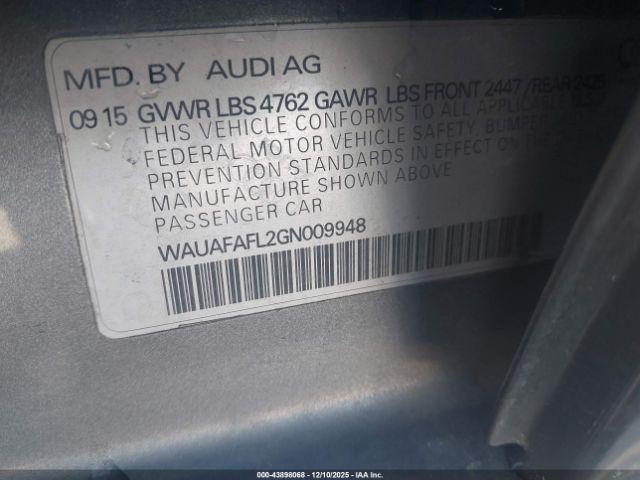 MFD. BY AUDI AG
09 15 GVWR LBS 4762 GAWR LBS FRONT 2447 /REAR 2425
THIS VEHICLE CONFORMS TO ALL APPLICABLE U.S.
FEDERAL MOTOR VEHICLE SAFETY, BUMPER
PREVENTION STANDARDS IN EFFECT ON THE
MANUFACTURE SHOWN ABOVE
PASSENGER CAR
WAUAFAFL2GN009948
000-43898068 - 12/10/2025 - IAA Inc.